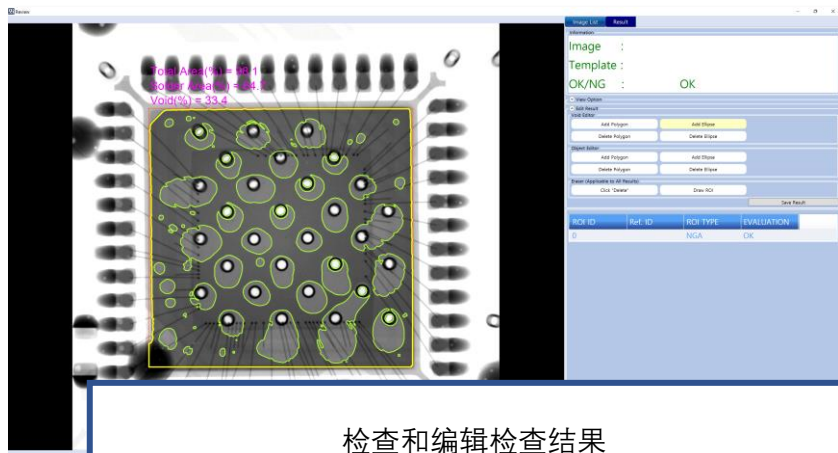 Review
Image List Result
Information
Image :
Template :
OK/NG : OK
View Option
Edit Result
Void Editor
Add Polygon Add Ellipse
Delete Polygon Delete Ellipse
Object Editor
Add Polygon Add Ellipse
Delete Polygon Delete Ellipse
Eraser (Applicable to All Results)
Click "Delete" Draw ROI
Save Result
ROI ID Ref. ID ROI TYPE EVALUATION
0 NGA OK
Total Area(%) =
Solder Area(%) =
Void(%) = 33.4
检查和编辑检查结果